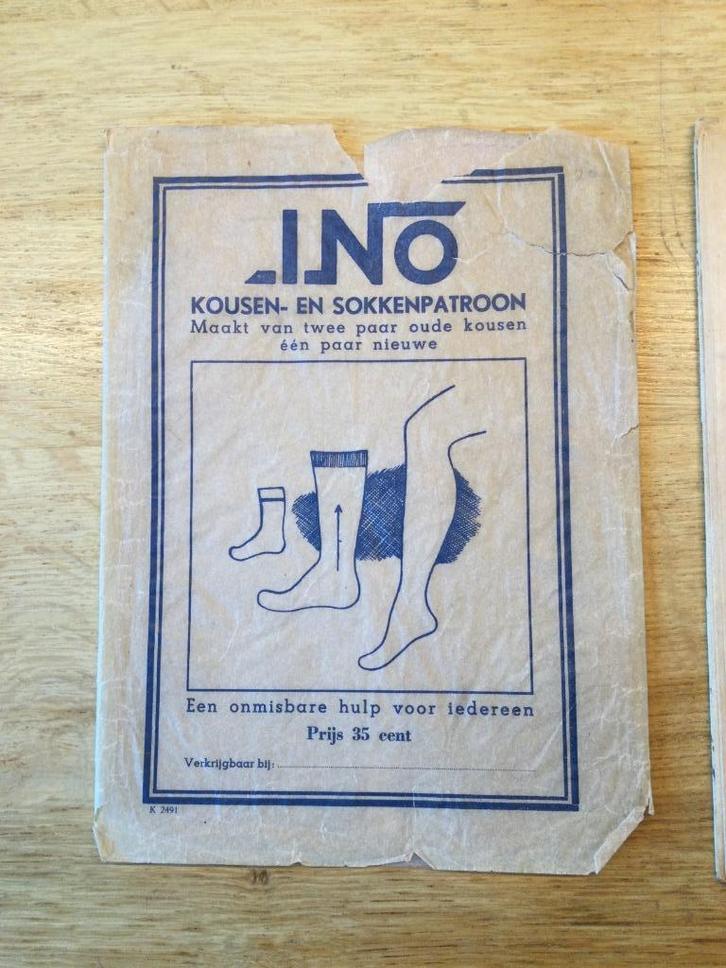 INO
KOUSEN- EN SOKKENPATROON
Maakt van twee paar oude kousen
één paar nieuwe
Een onmisbare hulp voor iedereen
Prijs 35 cent
Verkrijgbaar bij:
K 2491